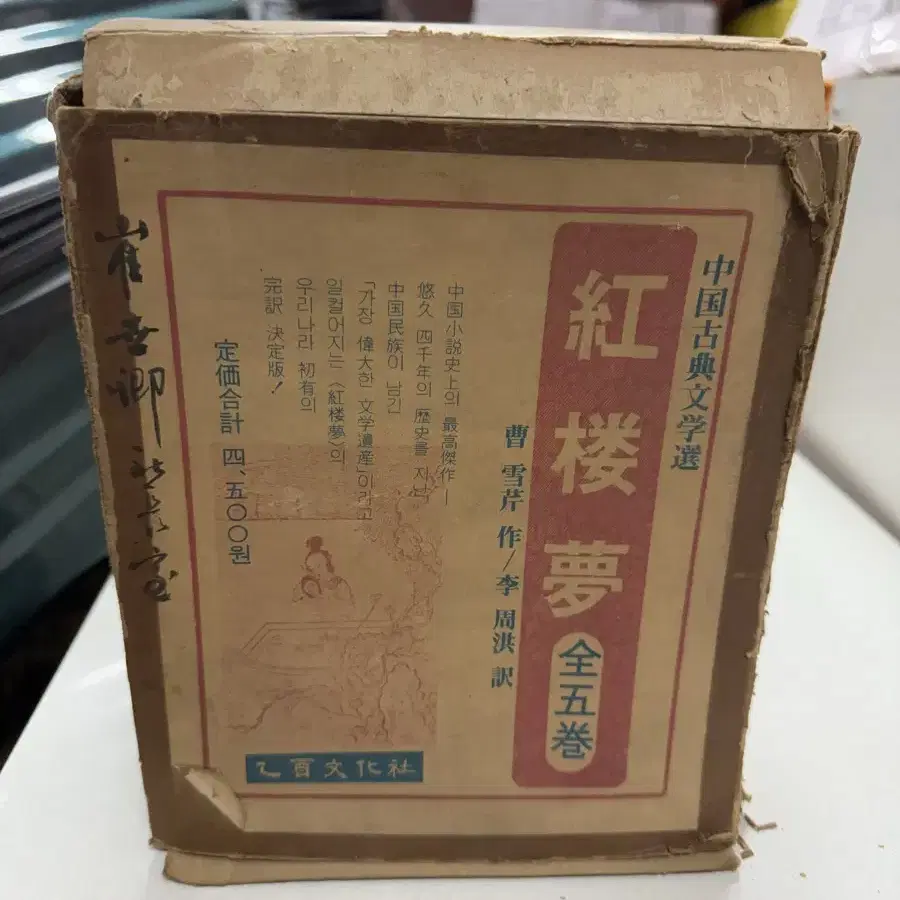 中国古典文学選
紅楼夢
全五巻
曹雪芹 作/李周洪 訳
中国小説史上의 最高傑作—
悠久 四千年의 歴史를 지닌
中国民族이 남긴
「가장 偉大한 文学遺産」이라고
일컬어지는 〈紅楼夢〉의
우리나라 初有의
完訳 決定版!
定価合計 四、五〇〇원
乙酉文化社